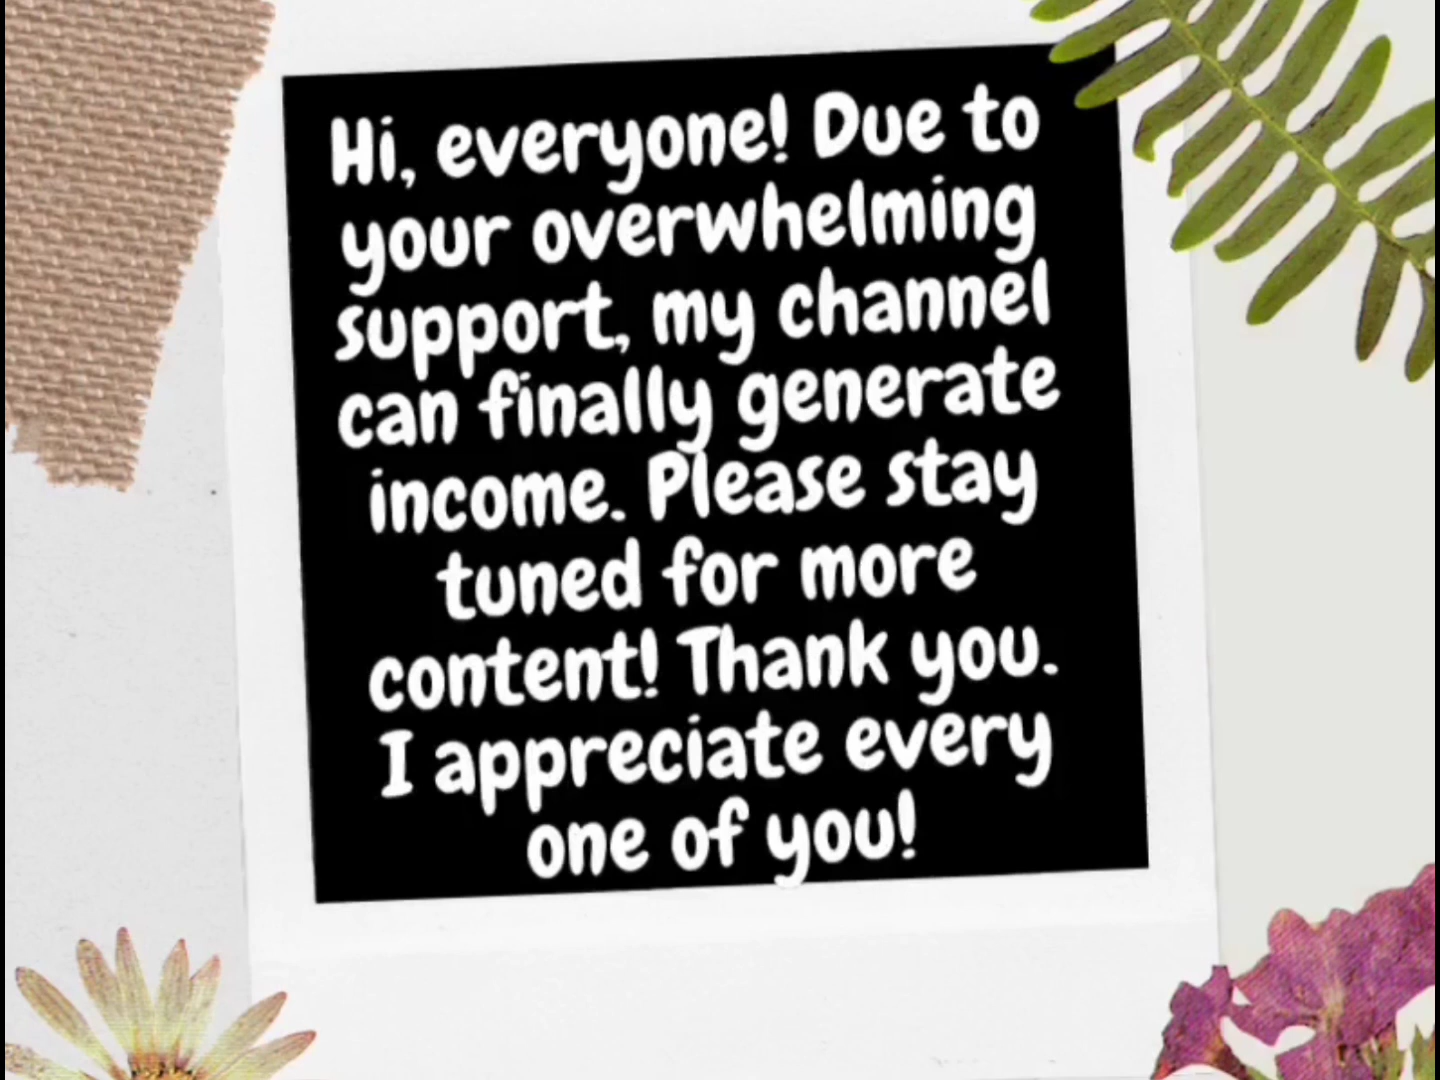 Hi, everyone! Due to
your overwhelming
support, my channel
can finally generate
income. Please stay
tuned for more
content! Thank you.
I appreciate every
one of you!